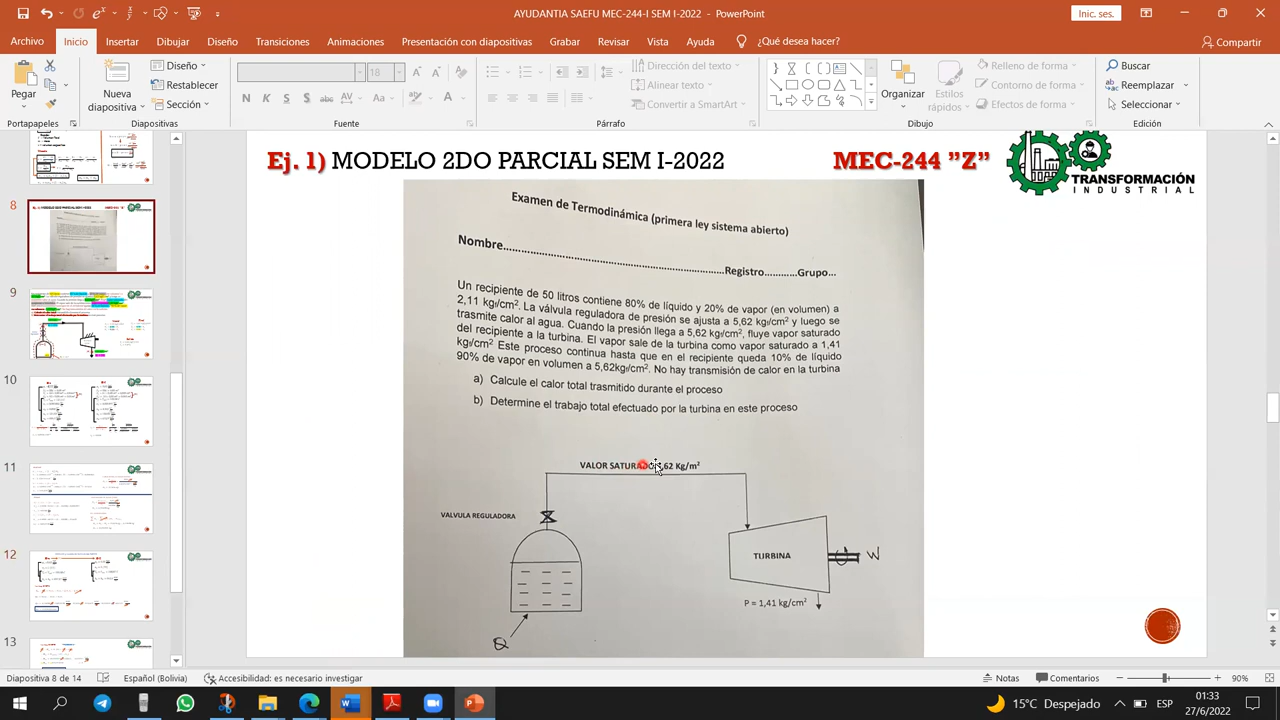 AYUDANTIA SAEFU MEC-244-I SEM I-2022 - PowerPoint
Inic. ses.
Archivo Inicio Insertar Dibujar Diseño Transiciones Animaciones Presentación con diapositivas Grabar Revisar Vista Ayuda ¿Qué desea hacer? Compartir
Pegar
Nueva diapositiva
Diseño
Restablecer
Sección
18
N K S S abc AV Aa A
Dirección del texto
Alinear texto
Convertir a SmartArt
Organizar
Estilos rápidos
Relleno de forma
Contorno de forma
Efectos de forma
Buscar
Reemplazar
Seleccionar
Portapapeles Diapositivas Fuente Párrafo Dibujo Edición
8
9
10
11
12
13
Ej. 1) MODELO 2DO PARCIAL SEM I-2022 MEC-244 "Z"
TRANSFORMACIÓN
INDUSTRIAL
Examen de Termodinámica (primera ley sistema abierto)
Nombre
Registro............Grupo...
Un recipiente de 50 litros contiene 80% de líquido y 20% de vapor (en volumen) a
2,11 Kg/cm². La válvula reguladora de presión se ajusta a 5,62 kg/cm² y luego se
trasmite calor al agua. Cuando la presión llega a 5,62 kg/cm², fluye vapor saturado
del recipiente a la turbina. El vapor sale de la turbina como vapor saturado a 1,41
kg/cm² Este proceso continua hasta que en el recipiente queda 10% de líquido
90% de vapor en volumen a 5,62kg/cm². No hay transmisión de calor en la turbina
a) Calcule el calor total trasmitido durante el proceso
b) Determine el trabajo total efectuado por la turbina en este proceso
VALOR SATURADO ,62 Kg/m²
VALVULA REGULADORA
TURBINA
W
P = 1,41 kg/cm²
Q
Diapositiva 8 de 14 Español (Bolivia) Accesibilidad: es necesario investigar Notas Comentarios 90%
15°C Despejado ESP 01:33
27/6/2022